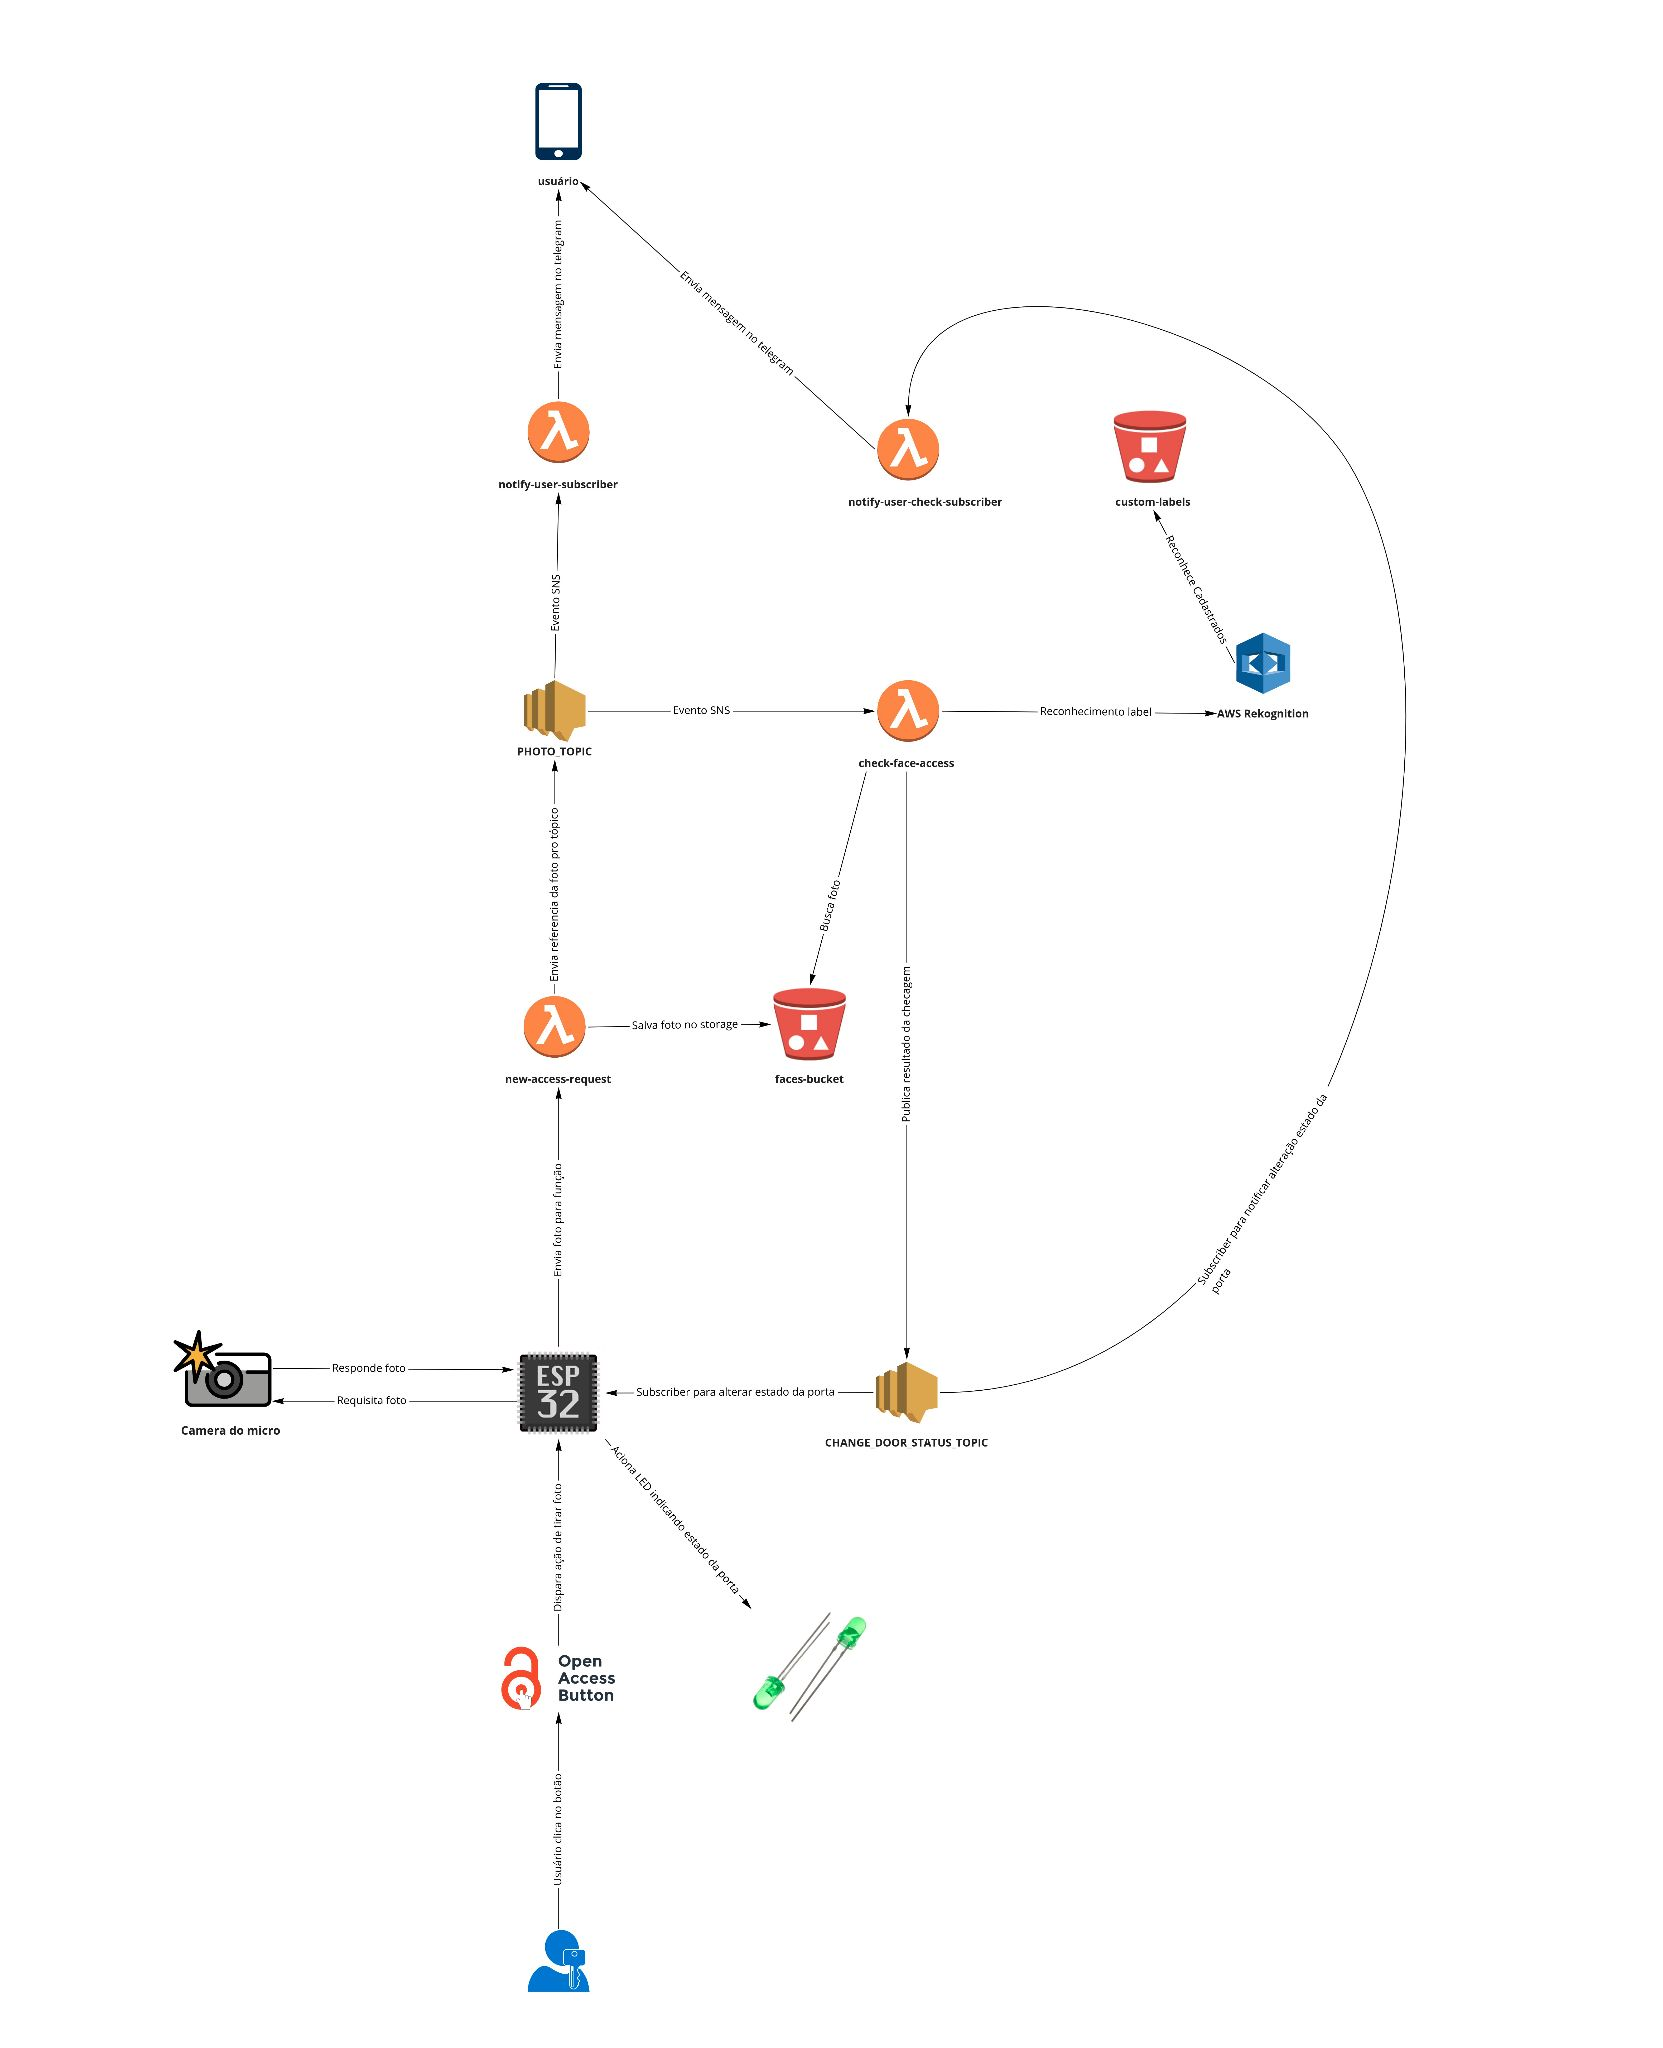 usuário
Envia mensagem no telegram
Envia mensagem no telegram
notify-user-subscriber
notify-user-check-subscriber
custom-labels
Reconhece Cadastrados
Evento SNS
Evento SNS
Reconhecimento label
AWS Rekognition
PHOTO_TOPIC
check-face-access
Envia referencia da foto pro tópico
Busca foto
Publica resultado da checagem
Salva foto no storage
new-access-request
faces-bucket
Envia foto para função
Subscriber para notificar alteração estado da
porta
Responde foto
Requisita foto
Camera do micro
ESP
32
Subscriber para alterar estado da porta
CHANGE_DOOR_STATUS_TOPIC
Aciona LED indicando estado da porta
Dispara ação de tirar foto
Open
Access
Button
Usuário clica no botão